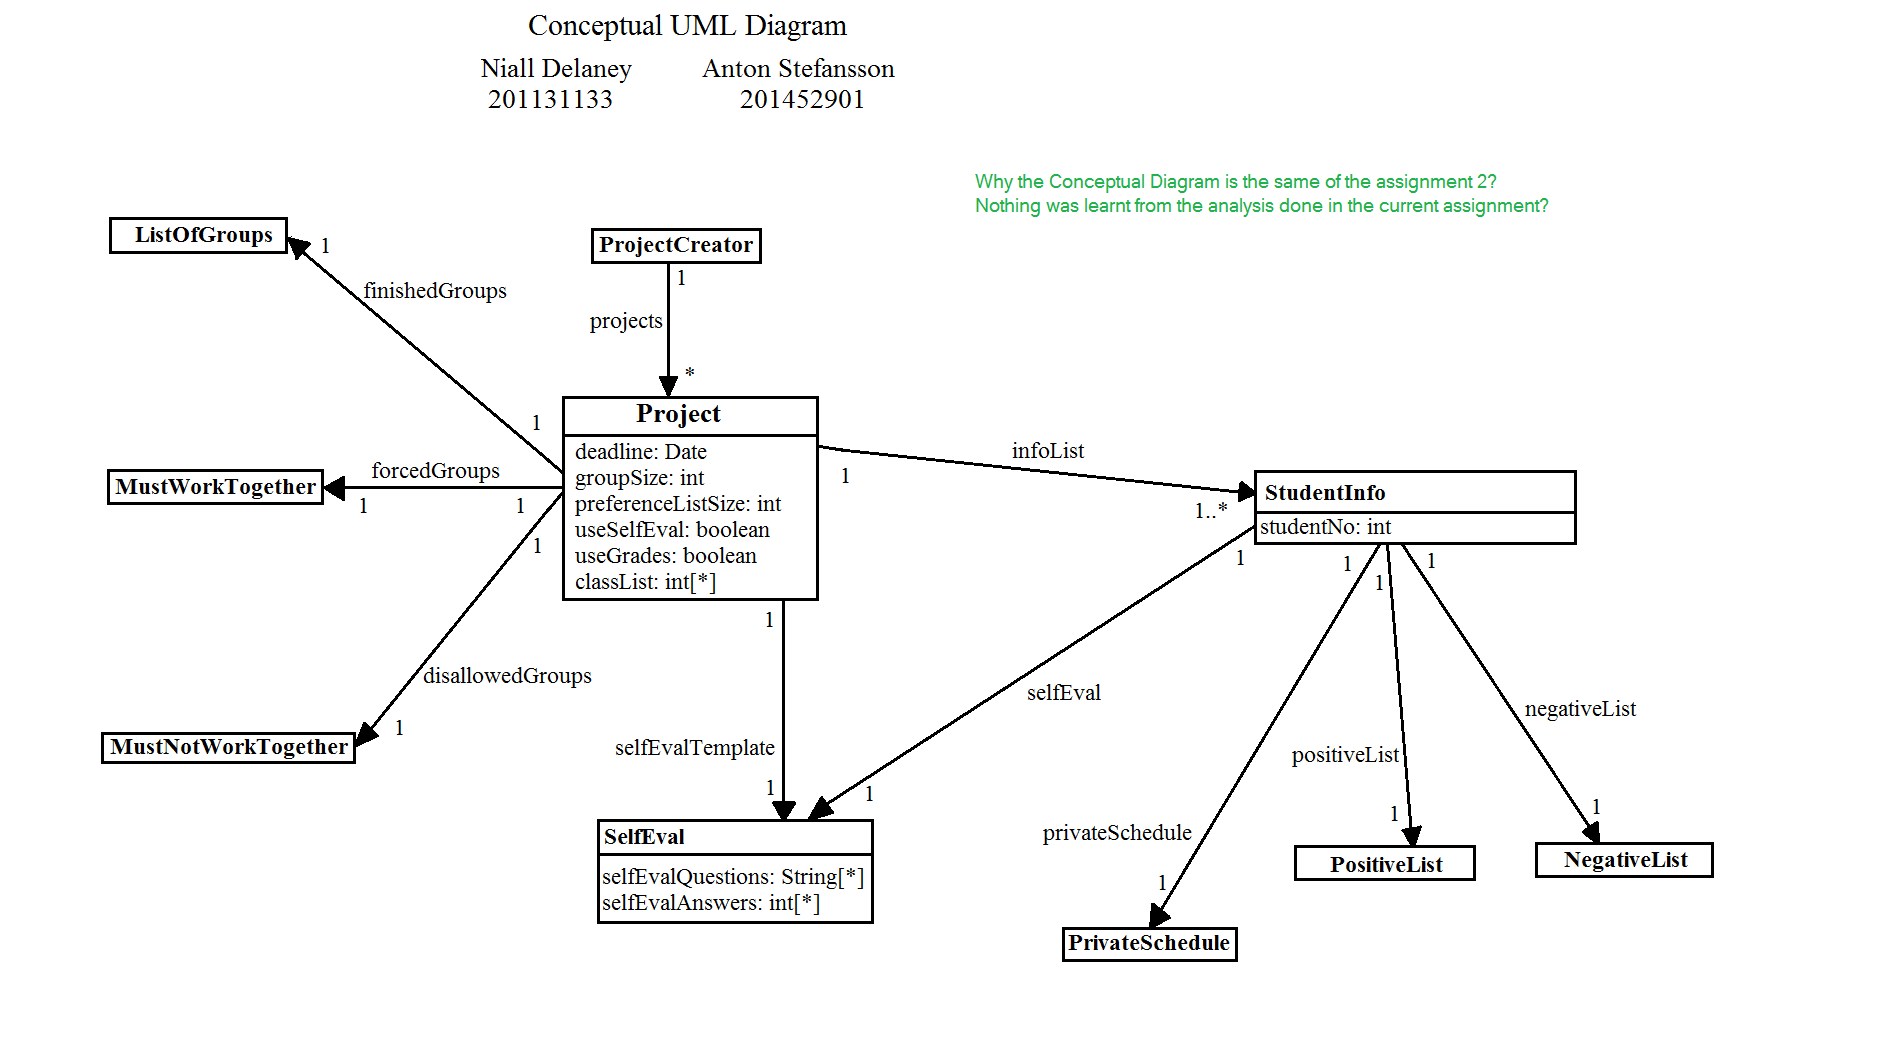 Conceptual UML Diagram
Niall Delaney Anton Stefansson
201131133 201452901
Why the Conceptual Diagram is the same of the assignment 2?
Nothing was learnt from the analysis done in the current assignment?
ListOfGroups
1
finishedGroups
1
ProjectCreator
1
projects
*
Project
deadline: Date
groupSize: int
preferenceListSize: int
useSelfEval: boolean
useGrades: boolean
classList: int[*]
MustWorkTogether
forcedGroups
1
1
1
disallowedGroups
1
MustNotWorkTogether
infoList
1
1..*
StudentInfo
studentNo: int
1
selfEval
1
1
selfEvalTemplate
1
SelfEval
selfEvalQuestions: String[*]
selfEvalAnswers: int[*]
1
privateSchedule
1
PrivateSchedule
1
positiveList
1
PositiveList
1
negativeList
1
NegativeList